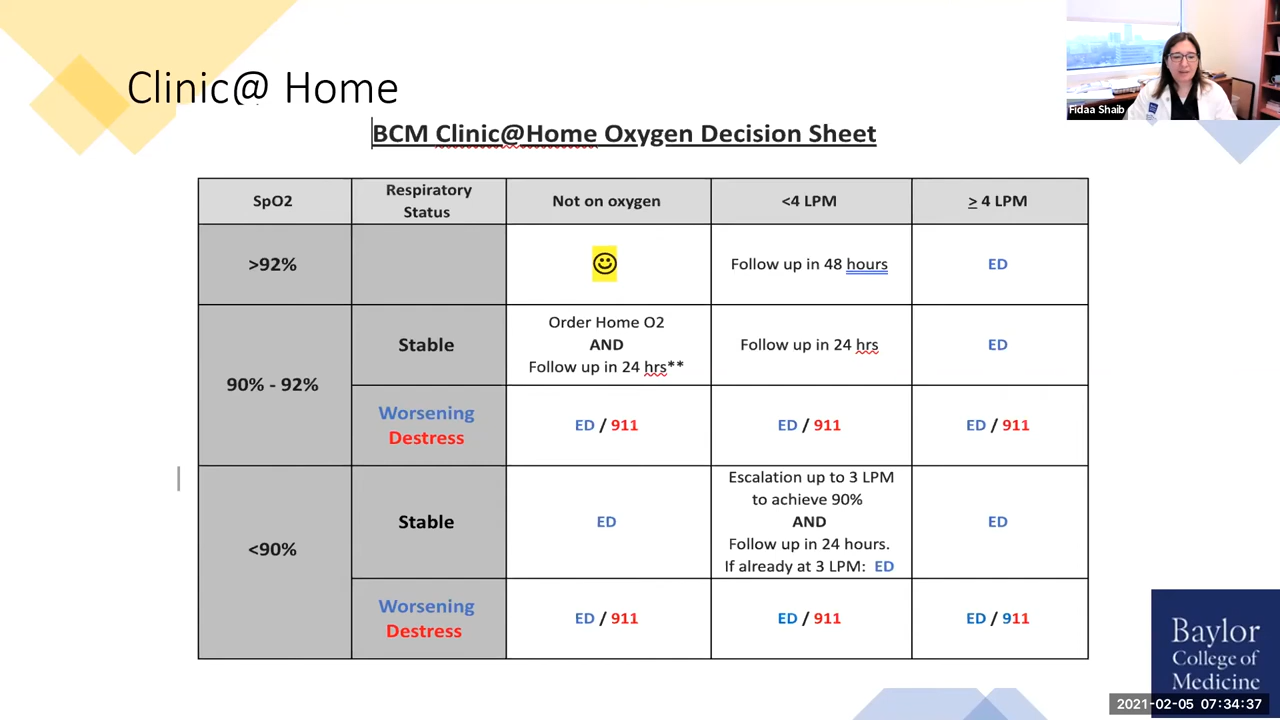 Clinic@ Home
Fidaa Shaib
BCM Clinic@Home Oxygen Decision Sheet
SpO2
Respiratory
Status
Not on oxygen
<4 LPM
≥ 4 LPM
>92%
Follow up in 48 hours
ED
90% - 92%
Stable
Order Home O2
AND
Follow up in 24 hrs**
Follow up in 24 hrs
ED
Worsening
Destress
ED / 911
ED / 911
ED / 911
<90%
Stable
ED
Escalation up to 3 LPM
to achieve 90%
AND
Follow up in 24 hours.
If already at 3 LPM: ED
ED
Worsening
Destress
ED / 911
ED / 911
ED / 911
Baylor
College of
Medicine
2021-02-05 07:34:37